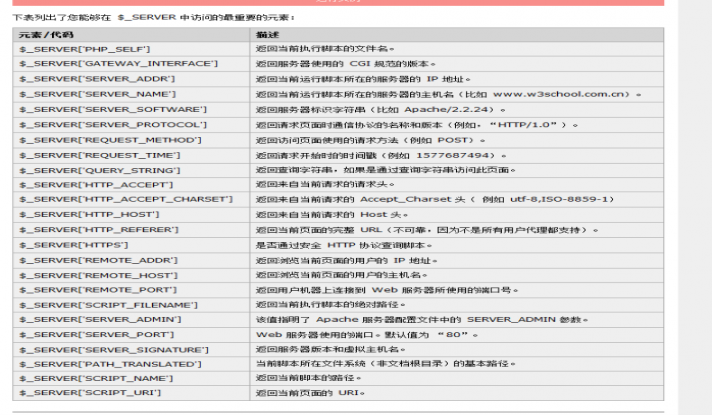 下表列出了您能够在 $_SERVER 中访问的最重要的元素：
元素/代码 描述
$_SERVER['PHP_SELF'] 返回当前执行脚本的文件名。
$_SERVER['GATEWAY_INTERFACE'] 返回服务器使用的 CGI 规范的版本。
$_SERVER['SERVER_ADDR'] 返回当前运行脚本所在的服务器的 IP 地址。
$_SERVER['SERVER_NAME'] 返回当前运行脚本所在的服务器的主机名（比如 www.w3school.com.cn）。
$_SERVER['SERVER_SOFTWARE'] 返回服务器标识字符串（比如 Apache/2.2.24）。
$_SERVER['SERVER_PROTOCOL'] 返回请求页面时通信协议的名称和版本（例如，“HTTP/1.0”）。
$_SERVER['REQUEST_METHOD'] 返回访问页面使用的请求方法（例如 POST）。
$_SERVER['REQUEST_TIME'] 返回请求开始时的时间戳（例如 1577687494）。
$_SERVER['QUERY_STRING'] 返回查询字符串，如果是通过查询字符串访问此页面。
$_SERVER['HTTP_ACCEPT'] 返回来自当前请求的请求头。
$_SERVER['HTTP_ACCEPT_CHARSET'] 返回来自当前请求的 Accept_Charset 头（ 例如 utf-8,ISO-8859-1）
$_SERVER['HTTP_HOST'] 返回来自当前请求的 Host 头。
$_SERVER['HTTP_REFERER'] 返回当前页面的完整 URL（不可靠，因为不是所有用户代理都支持）。
$_SERVER['HTTPS'] 是否通过安全 HTTP 协议查询脚本。
$_SERVER['REMOTE_ADDR'] 返回浏览当前页面的用户的 IP 地址。
$_SERVER['REMOTE_HOST'] 返回浏览当前页面的用户的主机名。
$_SERVER['REMOTE_PORT'] 返回用户机器上连接到 Web 服务器所使用的端口号。
$_SERVER['SCRIPT_FILENAME'] 返回当前执行脚本的绝对路径。
$_SERVER['SERVER_ADMIN'] 该值指明了 Apache 服务器配置文件中的 SERVER_ADMIN 参数。
$_SERVER['SERVER_PORT'] Web 服务器使用的端口。默认值为 “80”。
$_SERVER['SERVER_SIGNATURE'] 返回服务器版本和虚拟主机名。
$_SERVER['PATH_TRANSLATED'] 当前脚本所在文件系统（非文档根目录）的基本路径。
$_SERVER['SCRIPT_NAME'] 返回当前脚本的路径。
$_SERVER['SCRIPT_URI'] 返回当前页面的 URI。